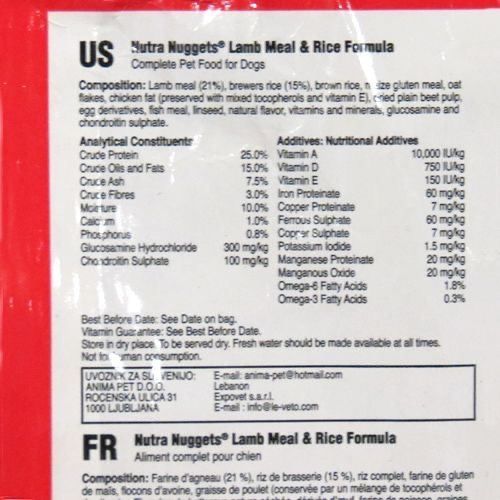 US Nutra Nuggets® Lamb Meal & Rice Formula
Complete Pet Food for Dogs
Composition: Lamb meal (21%), brewers rice (15%), brown rice, maize gluten meal, oat
flakes, chicken fat (preserved with mixed tocopherols and vitamin E), dried plain beet pulp,
egg derivatives, fish meal, linseed, natural flavor, vitamins and minerals, glucosamine and
chondroitin sulphate.
Analytical Constituents
Crude Protein 25.0%
Crude Oils and Fats 15.0%
Crude Ash 7.5%
Crude Fibres 3.0%
Moisture 10.0%
Calcium 1.0%
Phosphorus 0.8%
Glucosamine Hydrochloride 300 mg/kg
Chondroitin Sulphate 100 mg/kg
Additives: Nutritional Additives
Vitamin A 10,000 IU/kg
Vitamin D 750 IU/kg
Vitamin E 150 IU/kg
Iron Proteinate 60 mg/kg
Copper Proteinate 7 mg/kg
Ferrous Sulphate 60 mg/kg
Copper Sulphate 7 mg/kg
Potassium Iodide 1.5 mg/kg
Manganese Proteinate 20 mg/kg
Manganous Oxide 20 mg/kg
Omega-6 Fatty Acids 1.8%
Omega-3 Fatty Acids 0.3%
Best Before Date: See Date on bag.
Vitamin Guarantee: See Best Before Date.
Store in dry place. To be served dry. Fresh water should be made available at all times.
Not for human consumption.
UVOZNIK ZA SLOVENIJO:
ANIMA PET D.O.O.
ROCENSKA ULICA 31
1000 LJUBLJANA
E-mail: anima-pet@hotmail.com
Lebanon
Expovet s.a.r.l.
E-mail : info@le-veto.com
FR Nutra Nuggets® Lamb Meal & Rice Formula
Aliment complet pour chien
Composition: Farine d'agneau (21 %), riz de brasserie (15 %), riz complet, farine de gluten
de maïs, flocons d'avoine, graisse de poulet (conservée par un mélange de tocophérols et